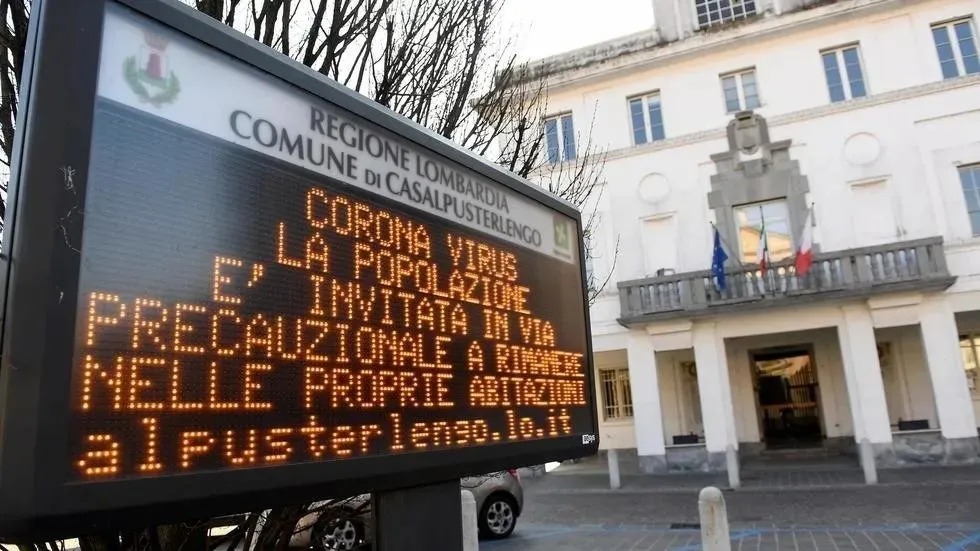 REGIONE LOMBARDIA
COMUNE DI CASALPUSTERLENGO
CORONA VIRUS
LA POPOLAZIONE
E' INVITATA IN VIA
PRECAUZIONALE A RIMANERE
NELLE PROPRIE ABITAZIONI
alpusterlengo.lo.it